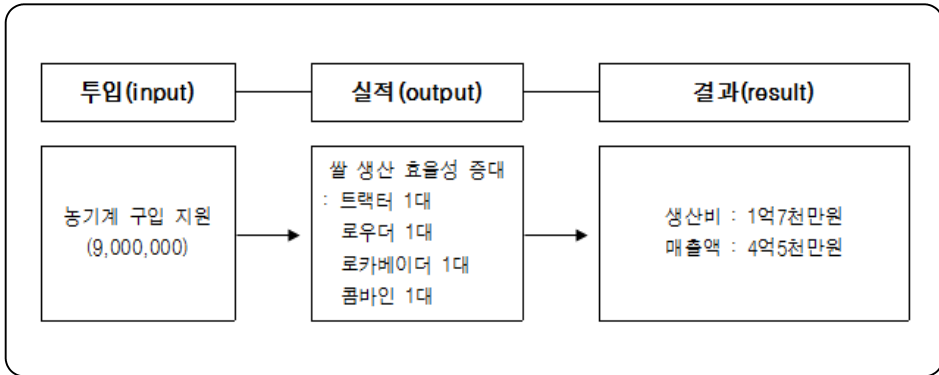 투입(input)
실적(output)
결과(result)
농기계 구입 지원
(9,000,000)
쌀 생산 효율성 증대
: 트랙터 1대
로우더 1대
로카베이더 1대
콤바인 1대
생산비 : 1억7천만원
매출액 : 4억5천만원